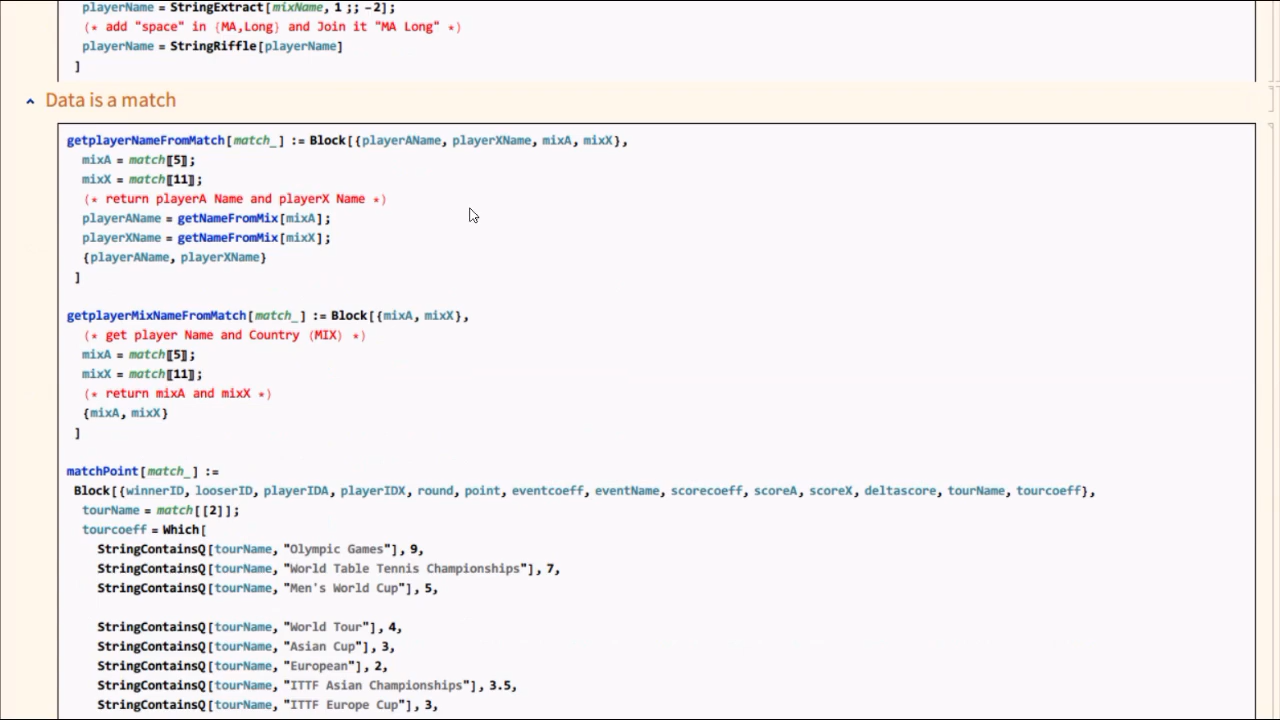 playerName = StringExtract[mixName, 1 ;; -2];
(* add "space" in {MA,Long} and Join it "MA Long" *)
playerName = StringRiffle[playerName]
]
Data is a match
getplayerNameFromMatch[match_] := Block[{playerAName, playerXName, mixA, mixX},
mixA = match〚5〛;
mixX = match〚11〛;
(* return playerA Name and playerX Name *)
playerAName = getNameFromMix[mixA];
playerXName = getNameFromMix[mixX];
{playerAName, playerXName}
]
getplayerMixNameFromMatch[match_] := Block[{mixA, mixX},
(* get player Name and Country (MIX) *)
mixA = match〚5〛;
mixX = match〚11〛;
(* return mixA and mixX *)
{mixA, mixX}
]
matchPoint[match_] :=
Block[{winnerID, looserID, playerIDA, playerIDX, round, point, eventcoeff, eventName, scorecoeff, scoreA, scoreX, deltascore, tourName, tourcoeff},
tourName = match[[2]];
tourcoeff = Which[
StringContainsQ[tourName, "Olympic Games"], 9,
StringContainsQ[tourName, "World Table Tennis Championships"], 7,
StringContainsQ[tourName, "Men's World Cup"], 5,
StringContainsQ[tourName, "World Tour"], 4,
StringContainsQ[tourName, "Asian Cup"], 3,
StringContainsQ[tourName, "European"], 2,
StringContainsQ[tourName, "ITTF Asian Championships"], 3.5,
StringContainsQ[tourName, "ITTF Europe Cup"], 3,